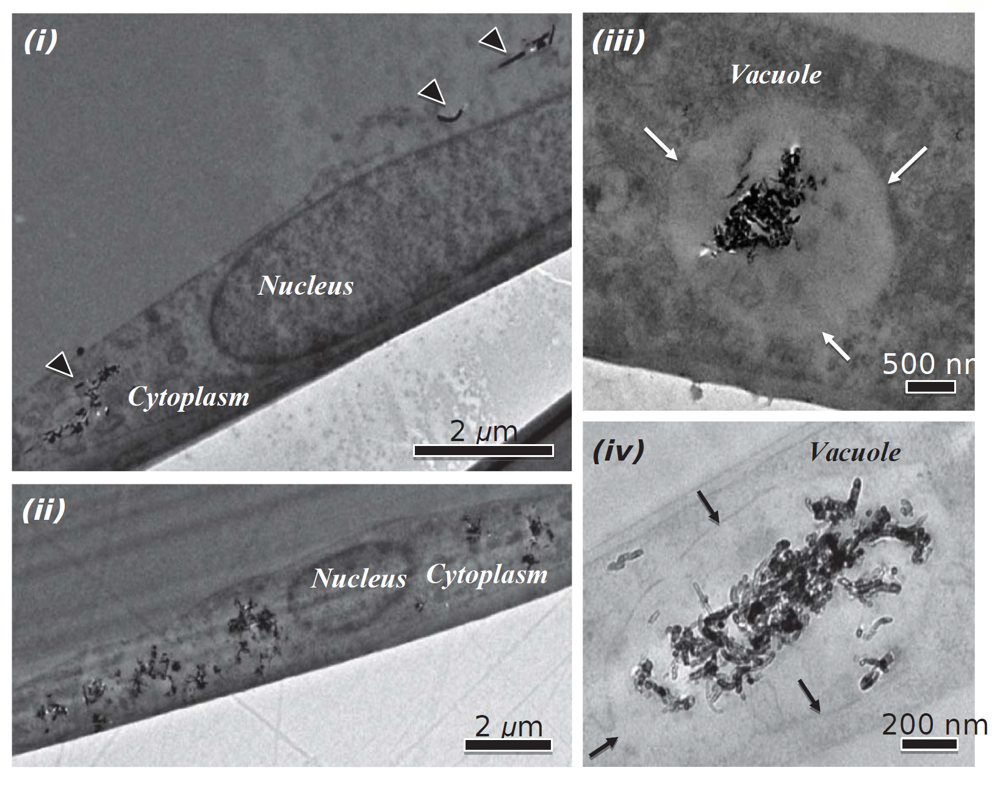 (i)
Nucleus
Cytoplasm
2 µm
(ii)
Nucleus
Cytoplasm
2 µm
(iii)
Vacuole
500 nm
(iv)
Vacuole
200 nm